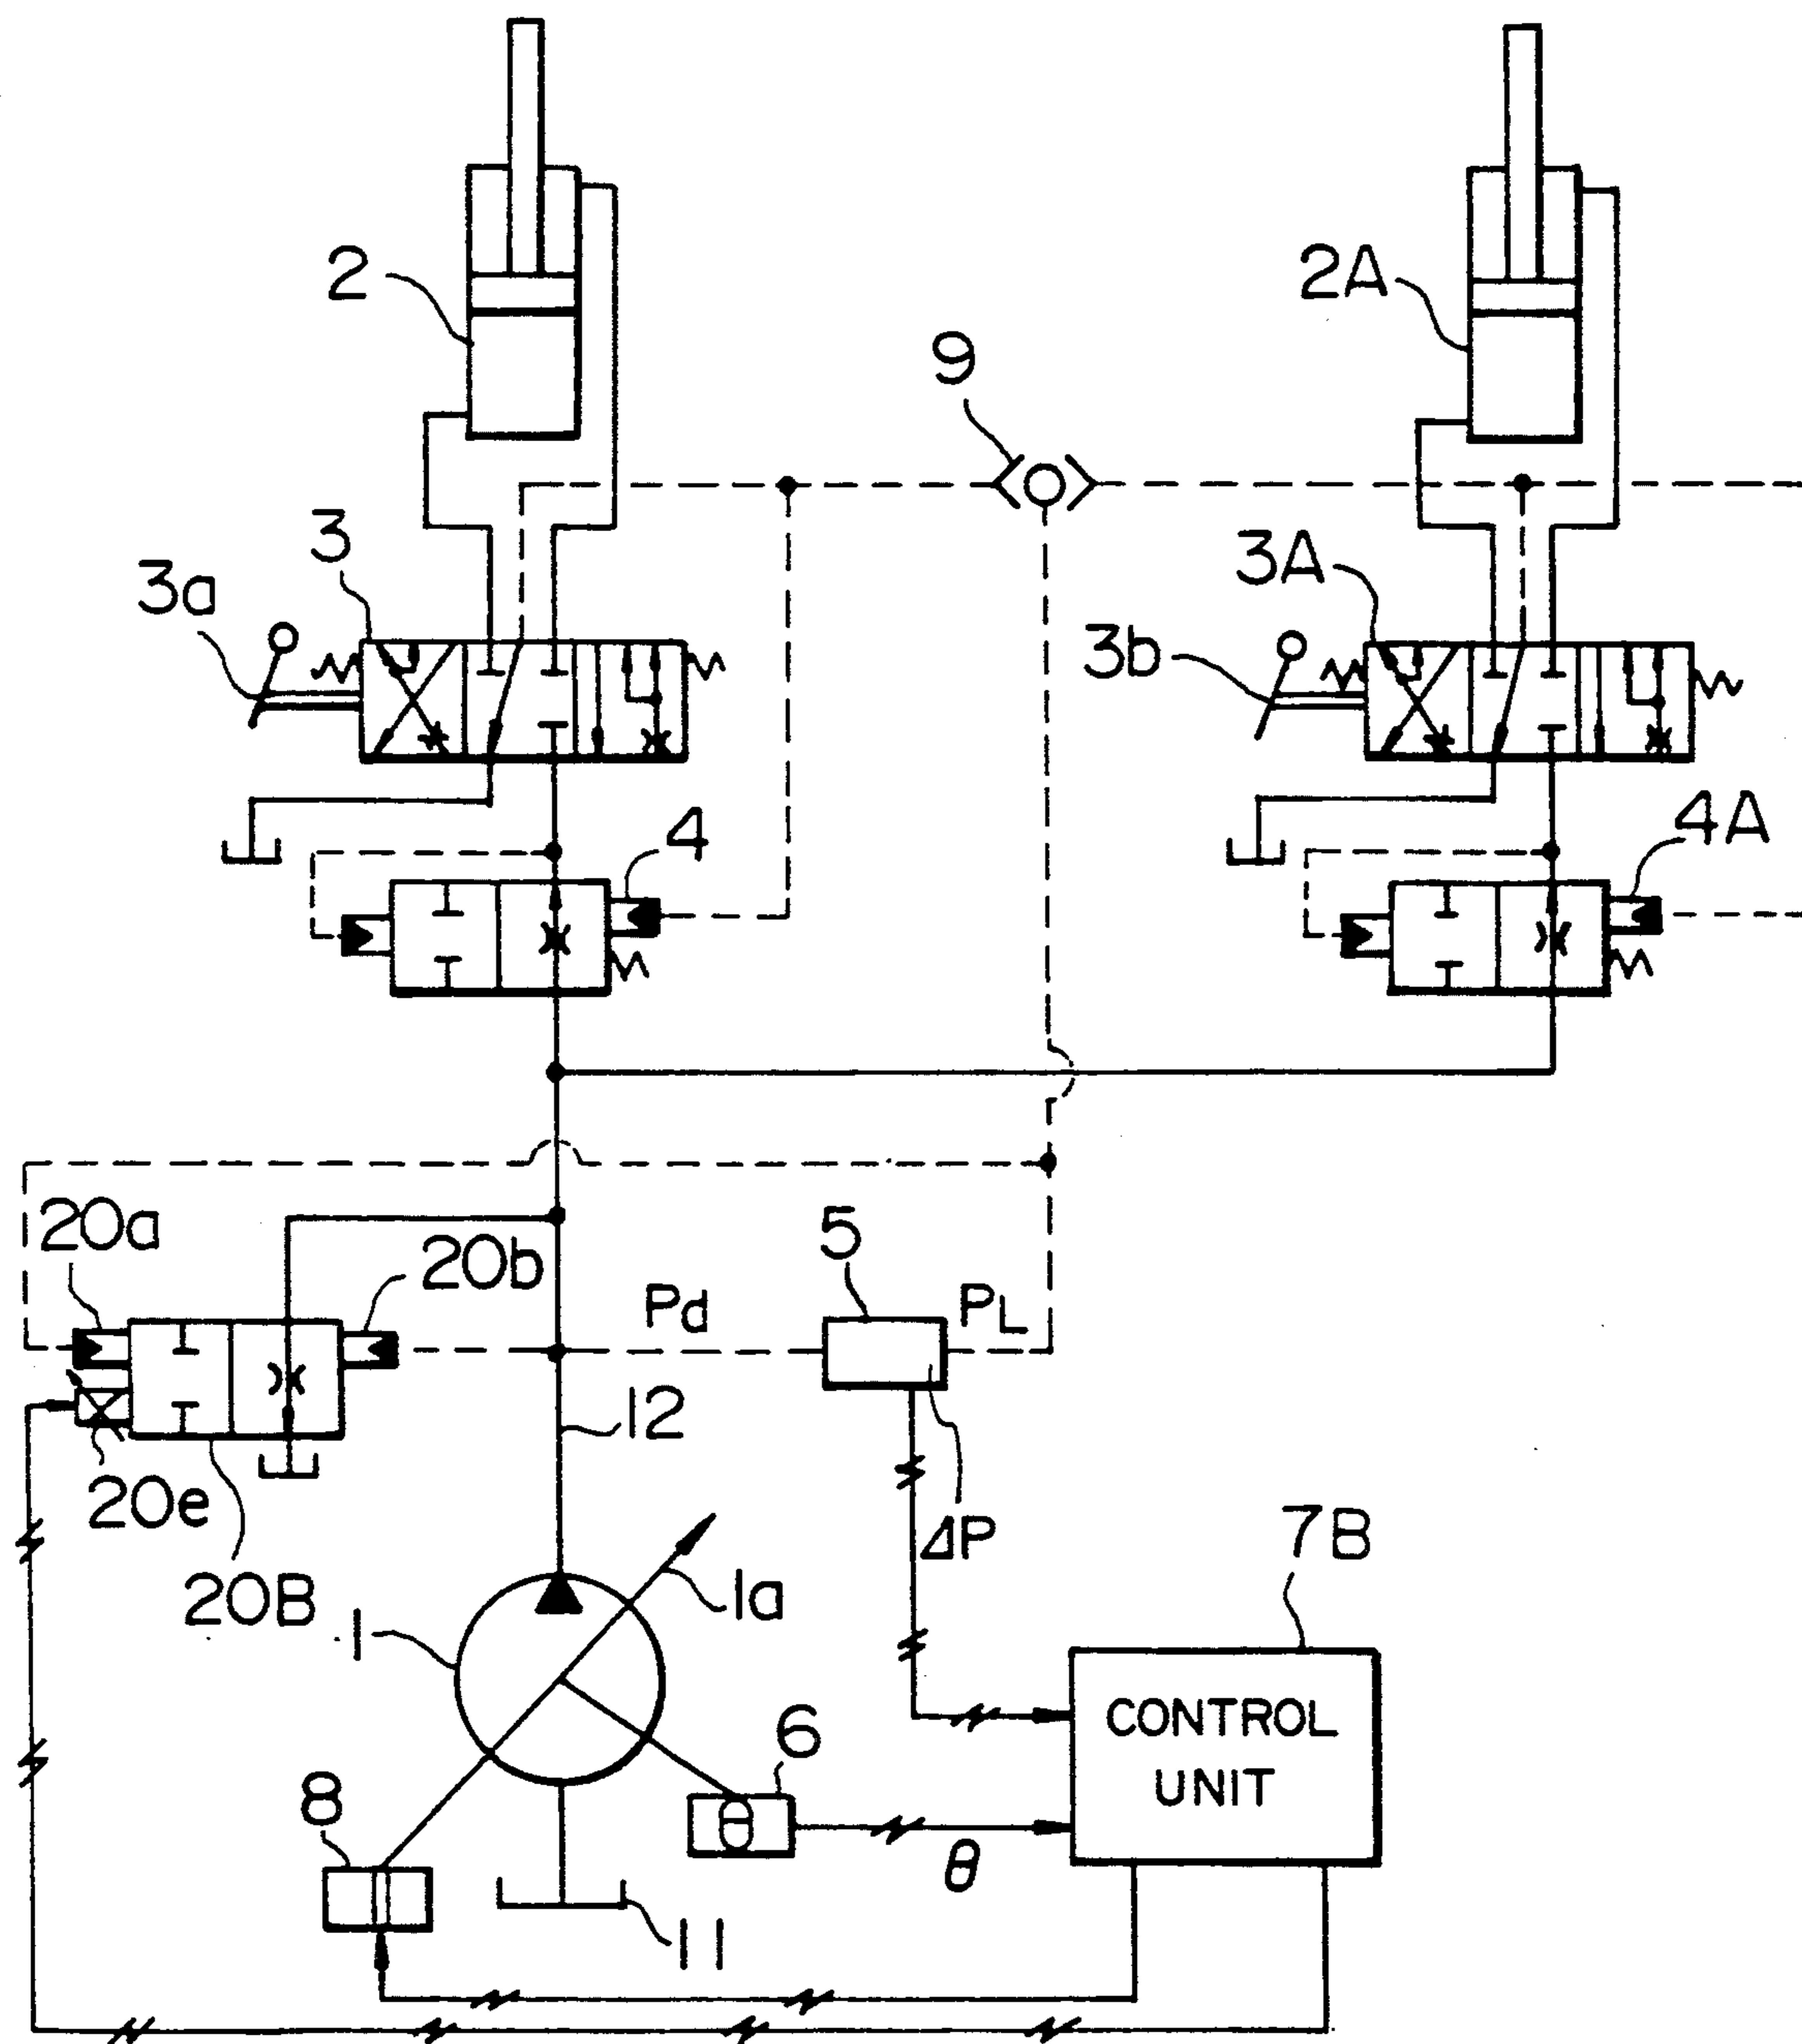 2
2A
9
3
3A
3a
3b
4
4A
20a
5
20b
Pd
PL
12
20e
ΔP
7B
20B
1
1a
CONTROL
UNIT
6
8
θ
θ
11